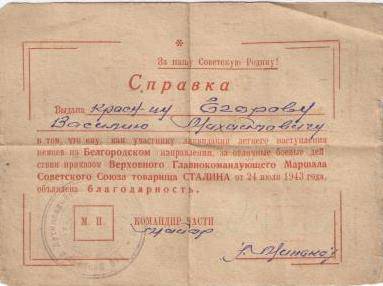 За нашу Советскую Родину!
Справка
Выдана красн-цу Егорову
Василию Михайловичу
в том, что ему, как участнику ликвидации летнего наступления
немцев на Белгородском направлении, за отличные боевые дей
ствия приказом Верховного Главнокомандующего Маршала
Советского Союза товарища СТАЛИНА от 24 июля 1943 года,
объявлена благодарность.
М. П.
КОМАНДИР ЧАСТИ
майор